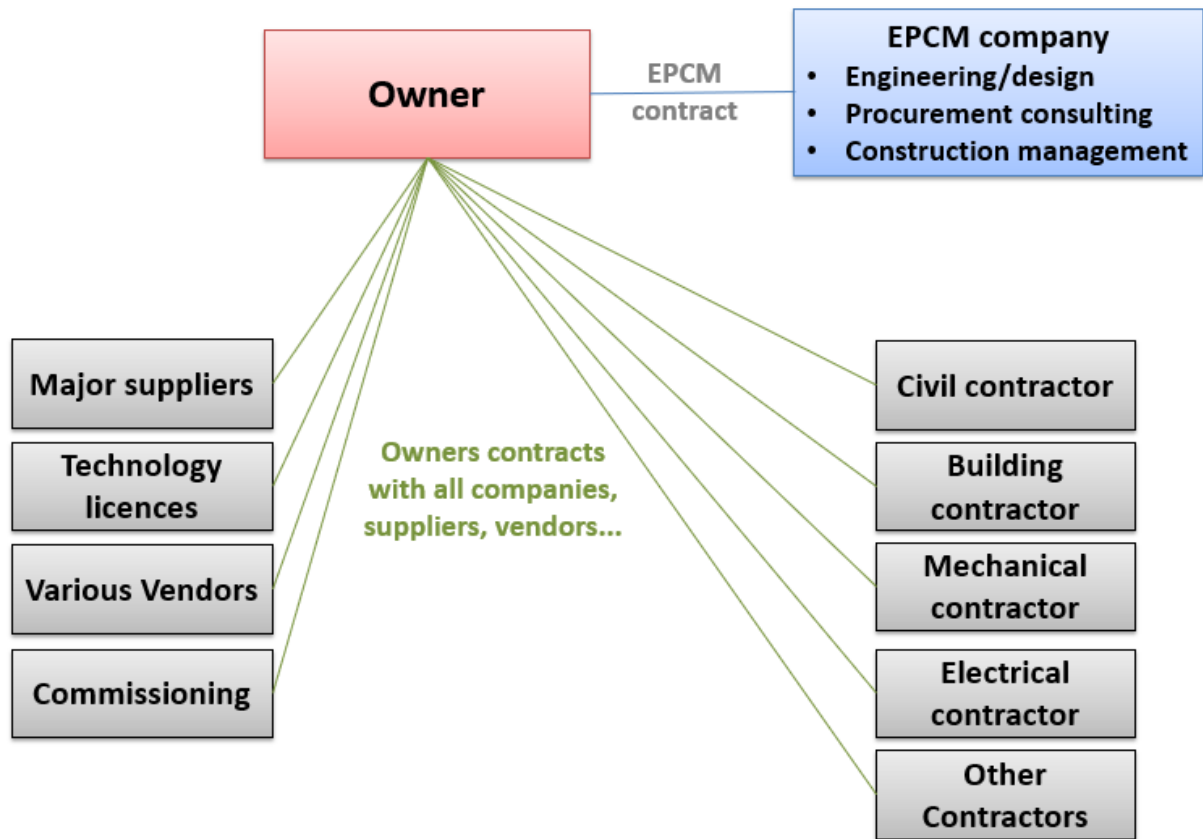 Owner
EPCM
contract
EPCM company
• Engineering/design
• Procurement consulting
• Construction management
Major suppliers
Technology
licences
Various Vendors
Commissioning
Owners contracts
with all companies,
suppliers, vendors...
Civil contractor
Building
contractor
Mechanical
contractor
Electrical
contractor
Other
Contractors